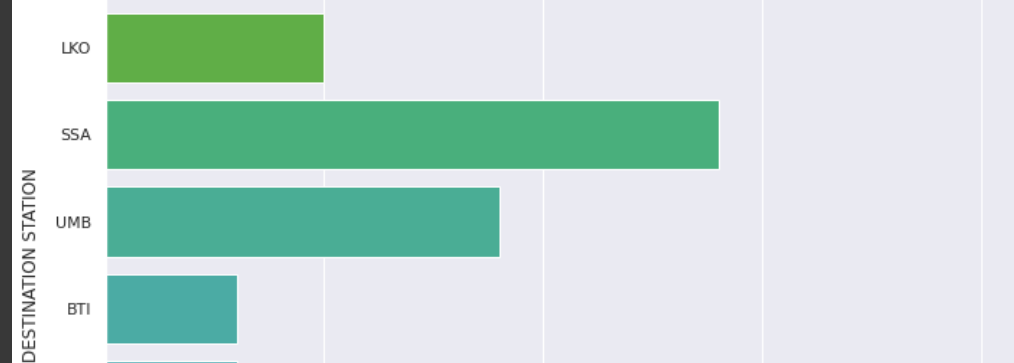 LKO
SSA
UMB
BTI
DESTINATION STATION